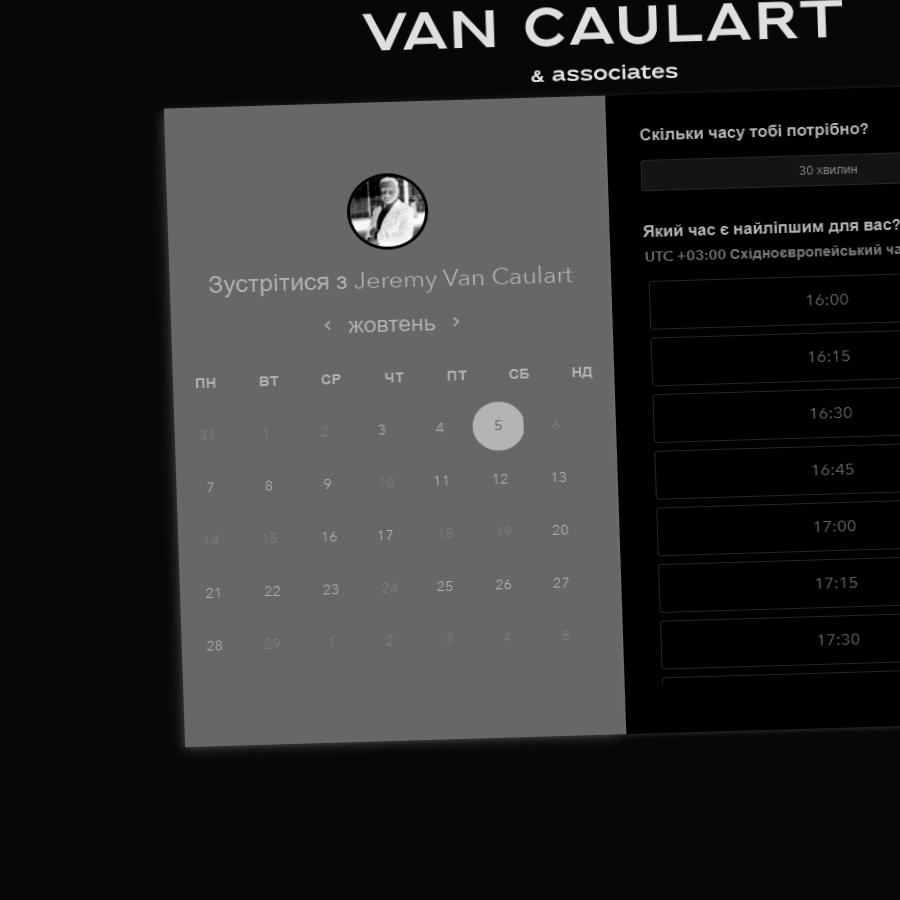 VAN CAULART
& associates
Зустрітися з Jeremy Van Caulart
‹ жовтень ›
ПН ВТ СР ЧТ ПТ СБ НД
31 1 2 3 4 5 6
7 8 9 10 11 12 13
14 15 16 17 18 19 20
21 22 23 24 25 26 27
28 29 1 2 3 4 5
Скільки часу тобі потрібно?
30 хвилин
Який час є найліпшим для вас?
UTC +03:00 Східноєвропейський ча
16:00
16:15
16:30
16:45
17:00
17:15
17:30